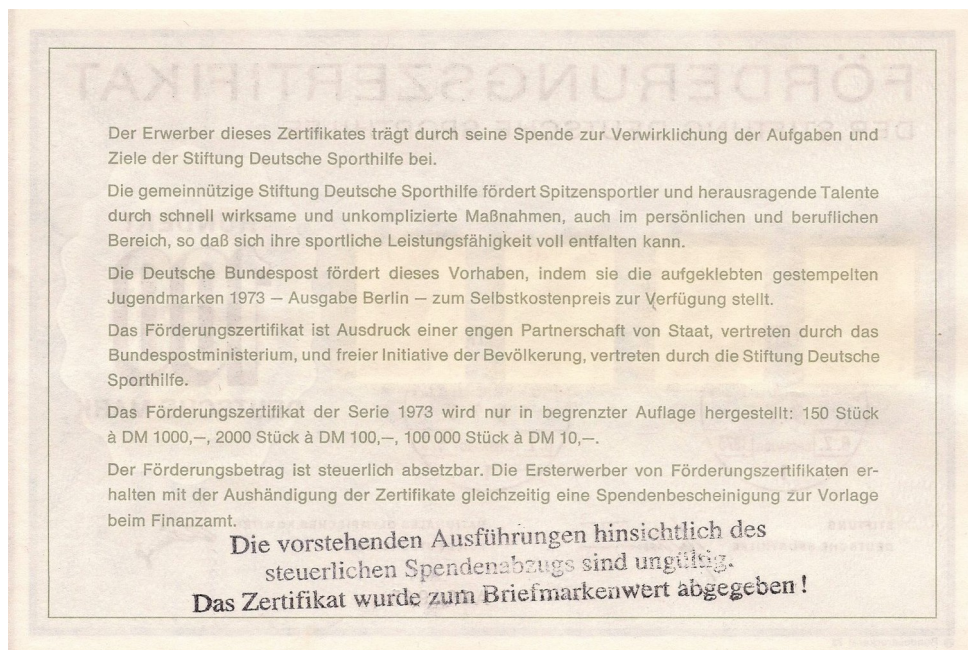 Der Erwerber dieses Zertifikates trägt durch seine Spende zur Verwirklichung der Aufgaben und
Ziele der Stiftung Deutsche Sporthilfe bei.
Die gemeinnützige Stiftung Deutsche Sporthilfe fördert Spitzensportler und herausragende Talente
durch schnell wirksame und unkomplizierte Maßnahmen, auch im persönlichen und beruflichen
Bereich, so daß sich ihre sportliche Leistungsfähigkeit voll entfalten kann.
Die Deutsche Bundespost fördert dieses Vorhaben, indem sie die aufgeklebten gestempelten
Jugendmarken 1973 – Ausgabe Berlin – zum Selbstkostenpreis zur Verfügung stellt.
Das Förderungszertifikat ist Ausdruck einer engen Partnerschaft von Staat, vertreten durch das
Bundespostministerium, und freier Initiative der Bevölkerung, vertreten durch die Stiftung Deutsche
Sporthilfe.
Das Förderungszertifikat der Serie 1973 wird nur in begrenzter Auflage hergestellt: 150 Stück
à DM 1000,–, 2000 Stück à DM 100,–, 100 000 Stück à DM 10,–.
Der Förderungsbetrag ist steuerlich absetzbar. Die Ersterwerber von Förderungszertifikaten er-
halten mit der Aushändigung der Zertifikate gleichzeitig eine Spendenbescheinigung zur Vorlage
beim Finanzamt.
Die vorstehenden Ausführungen hinsichtlich des
steuerlichen Spendenabzugs sind ungültig.
Das Zertifikat wurde zum Briefmarkenwert abgegeben !